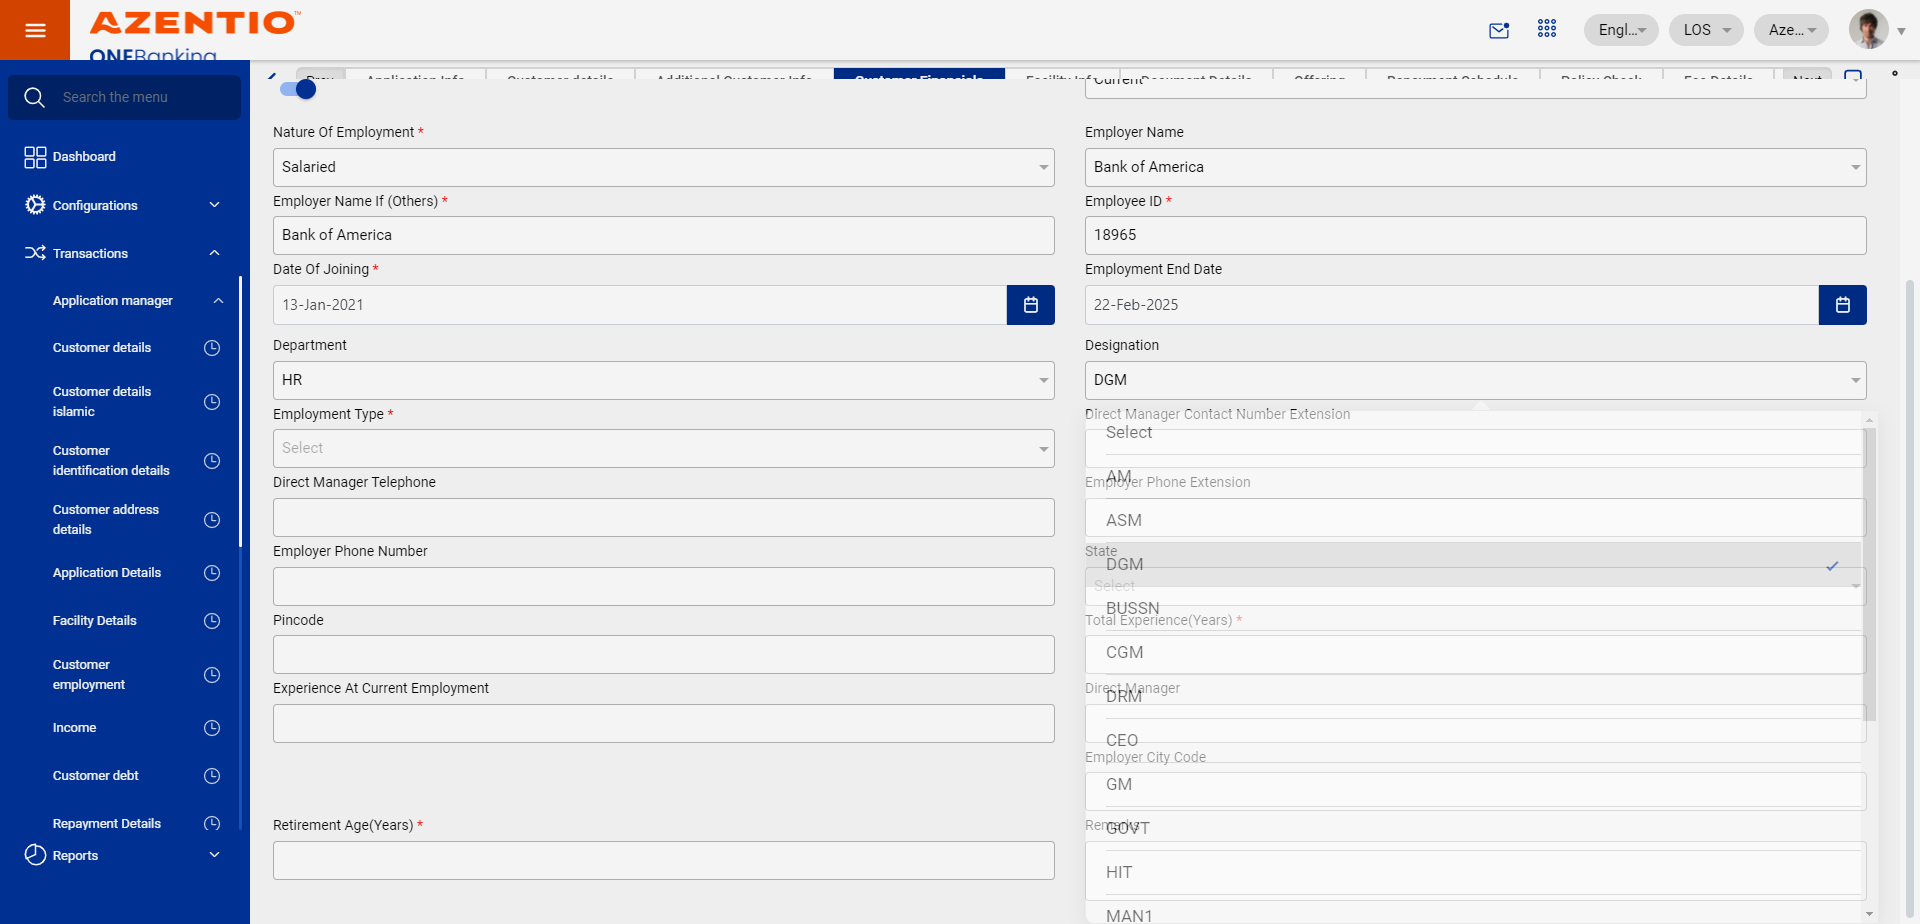 AZENTIO™
ONEBanking
Engl...
LOS
Aze...
Search the menu
Dashboard
Configurations
Transactions
Application manager
Customer details
Customer details
islamic
Customer
identification details
Customer address
details
Application Details
Facility Details
Customer
employment
Income
Customer debt
Repayment Details
Reports
Prev
Application Info
Customer details
Additional Customer Info
Customer Financials
Facility Info
Document Details
Offering
Repayment Schedule
Policy Check
Fee Details
Next
Current
Nature Of Employment *
Salaried
Employer Name
Bank of America
Employer Name If (Others) *
Bank of America
Employee ID *
18965
Date Of Joining *
13-Jan-2021
Employment End Date
22-Feb-2025
Department
HR
Designation
DGM
Employment Type *
Select
Direct Manager Contact Number Extension
Direct Manager Telephone
Employer Phone Extension
Employer Phone Number
State
Select
Pincode
Total Experience(Years) *
Experience At Current Employment
Direct Manager
Employer City Code
Retirement Age(Years) *
Remarks
Select
AM
ASM
DGM
BUSSN
CGM
DRM
CEO
GM
GOVT
HIT
MAN1